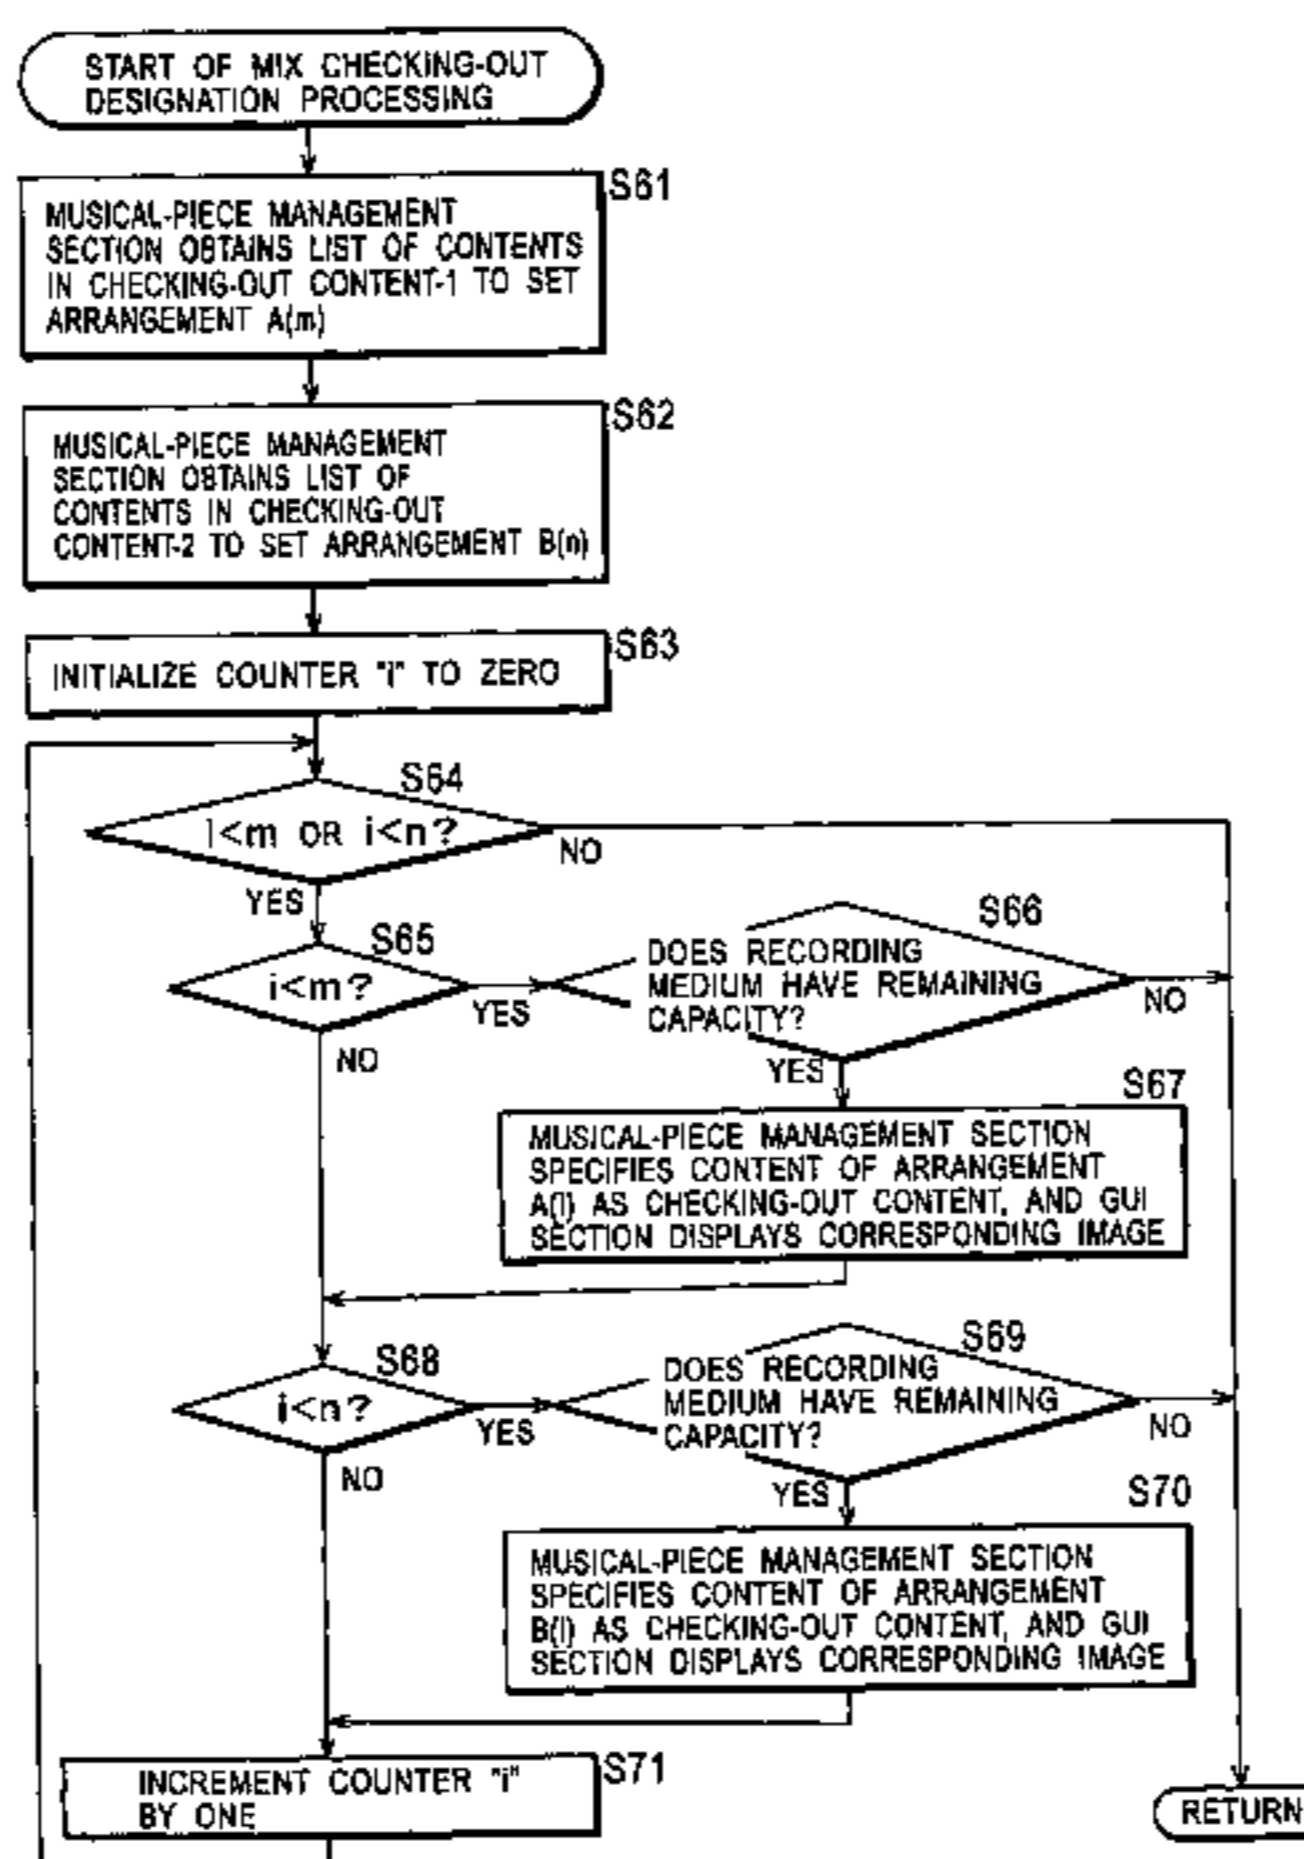 START OF MIX CHECKING-OUT
DESIGNATION PROCESSING
S61
MUSICAL-PIECE MANAGEMENT
SECTION OBTAINS LIST OF CONTENTS
IN CHECKING-OUT CONTENT-1 TO SET
ARRANGEMENT A(m)
S62
MUSICAL-PIECE MANAGEMENT
SECTION OBTAINS LIST OF
CONTENTS IN CHECKING-OUT
CONTENT-2 TO SET ARRANGEMENT B(n)
S63
INITIALIZE COUNTER "i" TO ZERO
S64
i<m OR i<n?
NO
YES
S65
i<m?
YES
NO
S66
DOES RECORDING
MEDIUM HAVE REMAINING
CAPACITY?
NO
YES
S67
MUSICAL-PIECE MANAGEMENT SECTION
SPECIFIES CONTENT OF ARRANGEMENT
A(i) AS CHECKING-OUT CONTENT, AND GUI
SECTION DISPLAYS CORRESPONDING IMAGE
S68
i<n?
YES
NO
S69
DOES RECORDING
MEDIUM HAVE REMAINING
CAPACITY?
NO
YES
S70
MUSICAL-PIECE MANAGEMENT SECTION
SPECIFIES CONTENT OF ARRANGEMENT
B(i) AS CHECKING-OUT CONTENT, AND GUI
SECTION DISPLAYS CORRESPONDING IMAGE
S71
INCREMENT COUNTER "i"
BY ONE
RETURN